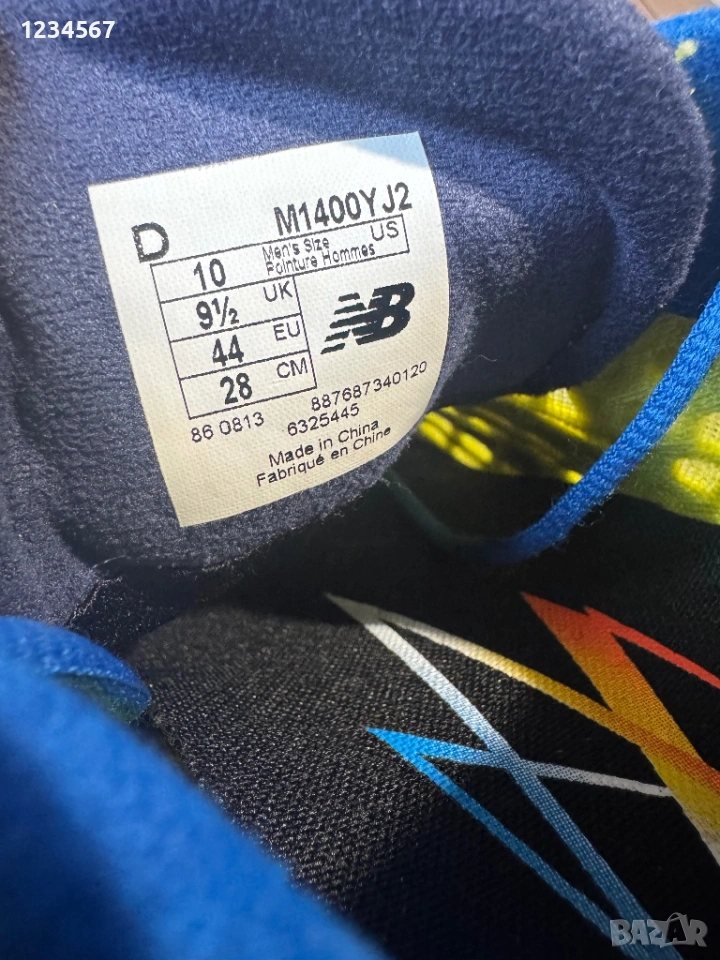 1234567
D M1400YJ2
10 Men's Size US
Pointure Hommes
9½ UK
44 EU
28 CM
NB
86 0813 887687340120
6325445
Made in China
Fabriqué en Chine
BAZAR